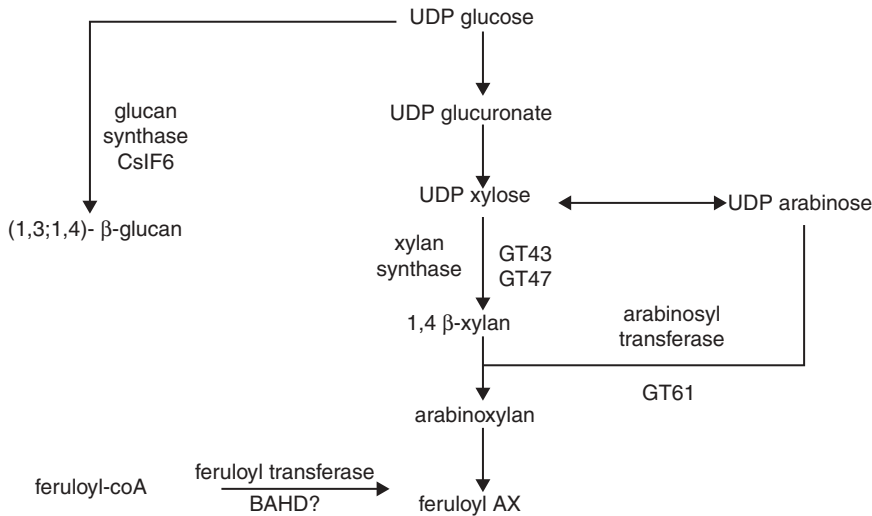 UDP glucose
glucan
synthase
CsIF6
UDP glucuronate
UDP xylose
UDP arabinose
(1,3;1,4)- β-glucan
xylan
synthase
GT43
GT47
1,4 β-xylan
arabinosyl
transferase
GT61
arabinoxylan
feruloyl-coA
feruloyl transferase
BAHD?
feruloyl AX